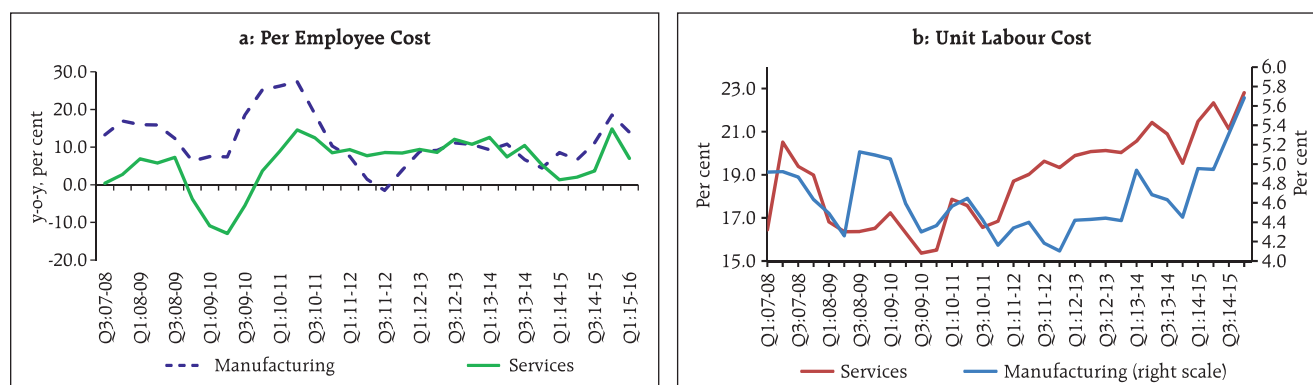 a: Per Employee Cost
y-o-y, per cent
30.0
20.0
10.0
0.0
-10.0
-20.0
Q3:07-08
Q1:08-09
Q3:08-09
Q1:09-10
Q3:09-10
Q1:10-11
Q3:10-11
Q1:11-12
Q3:11-12
Q1:12-13
Q3:12-13
Q1:13-14
Q3:13-14
Q1:14-15
Q3:14-15
Q1:15-16
Manufacturing
Services
b: Unit Labour Cost
Per cent
23.0
21.0
19.0
17.0
15.0
6.0
5.8
5.6
5.4
5.2
5.0
4.8
4.6
4.4
4.2
4.0
Per cent
Q1:07-08
Q3:07-08
Q1:08-09
Q3:08-09
Q1:09-10
Q3:09-10
Q1:10-11
Q3:10-11
Q1:11-12
Q3:11-12
Q1:12-13
Q3:12-13
Q1:13-14
Q3:13-14
Q1:14-15
Q3:14-15
Services
Manufacturing (right scale)